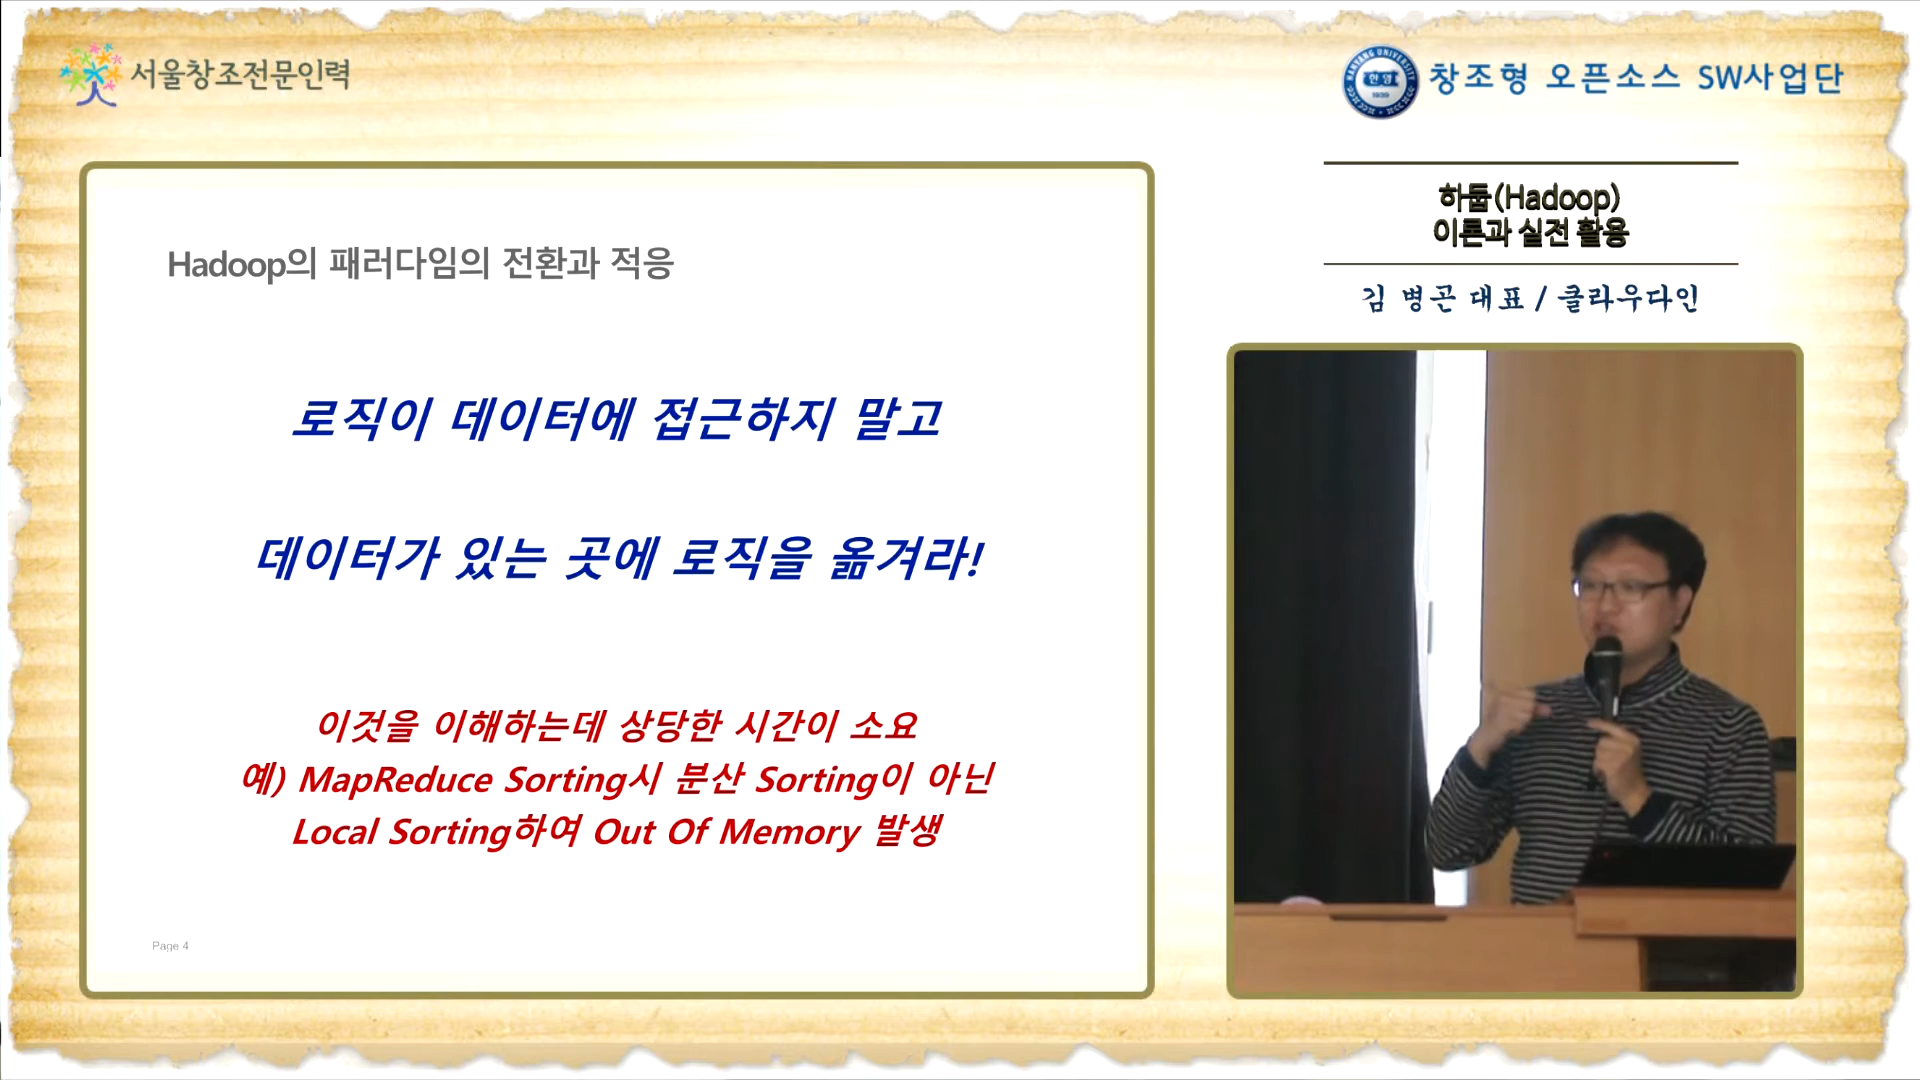 서울창조전문인력
HANYANG UNIVERSITY
한양
1939
창조형 오픈소스 SW사업단
하둡(Hadoop)
이론과 실전 활용
김 병곤 대표 / 클라우다인
Hadoop의 패러다임의 전환과 적응
로직이 데이터에 접근하지 말고
데이터가 있는 곳에 로직을 옮겨라!
이것을 이해하는데 상당한 시간이 소요
예) MapReduce Sorting시 분산 Sorting이 아닌
Local Sorting하여 Out Of Memory 발생
Page 4